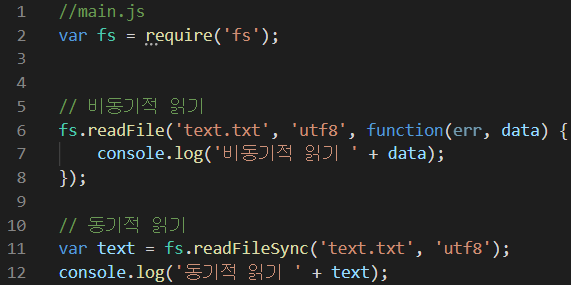 1 //main.js
2 var fs = require('fs');
3
4
5 // 비동기적 읽기
6 fs.readFile('text.txt', 'utf8', function(err, data) {
7     console.log('비동기적 읽기 ' + data);
8 });
9
10 // 동기적 읽기
11 var text = fs.readFileSync('text.txt', 'utf8');
12 console.log('동기적 읽기 ' + text);